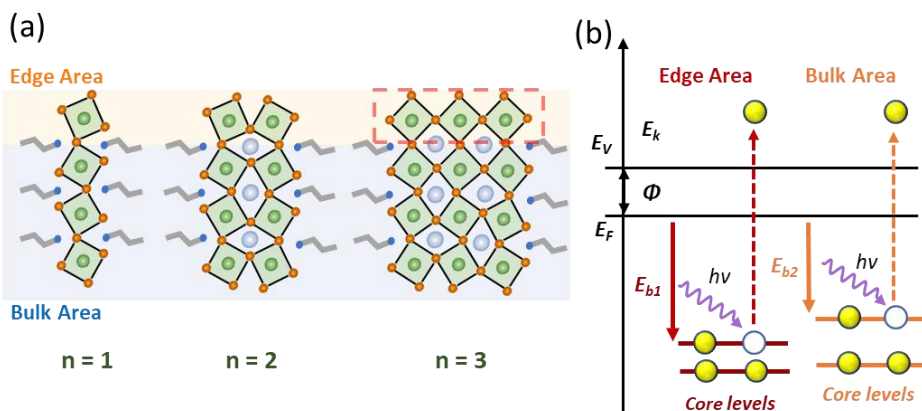 (a)
Edge Area
Bulk Area
n = 1
n = 2
n = 3
(b)
Edge Area
Bulk Area
E_V
E_k
Φ
E_F
E_b1
hν
E_b2
hν
Core levels
Core levels